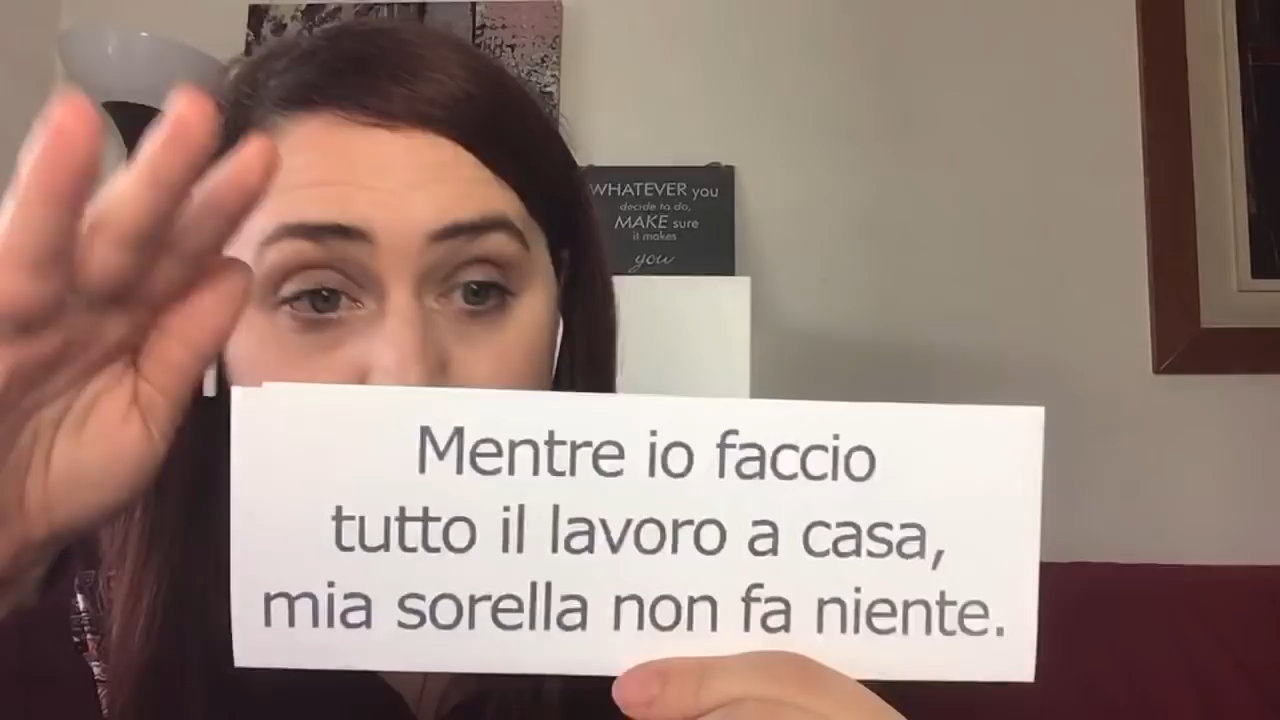 WHATEVER you
decide to do,
MAKE sure
it makes
you
Mentre io faccio
tutto il lavoro a casa,
mia sorella non fa niente.